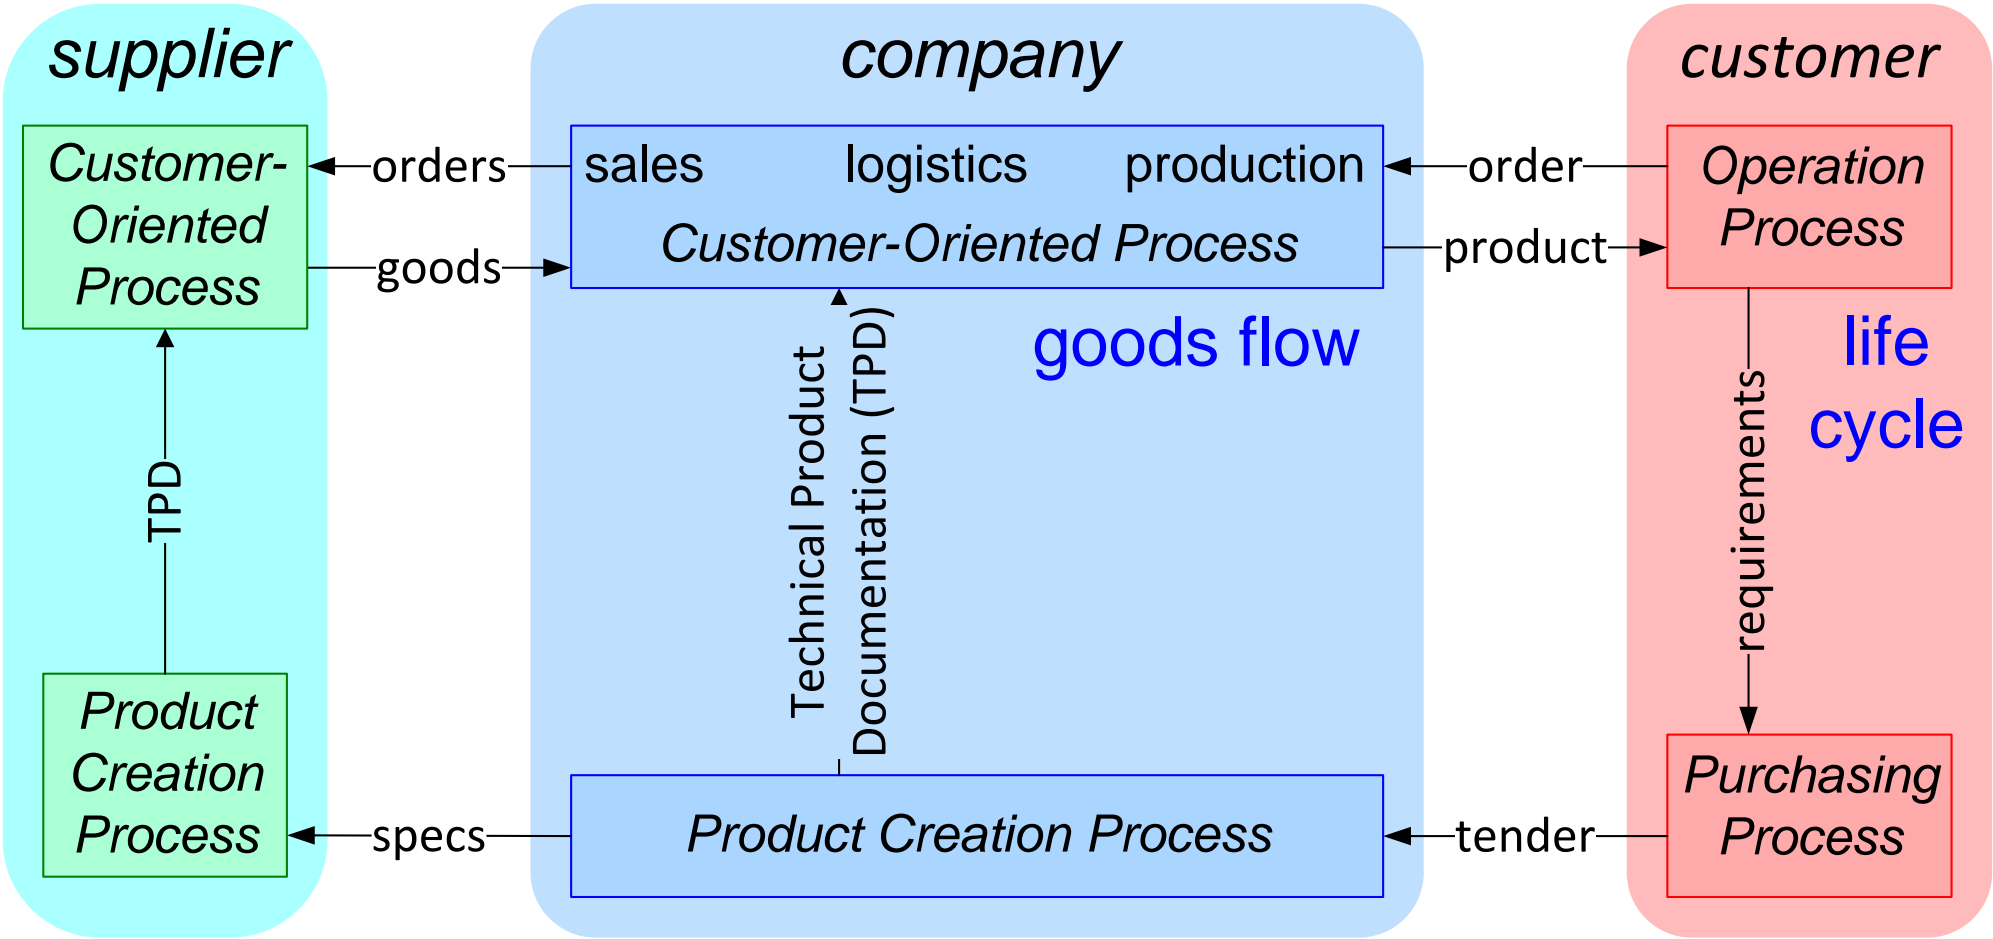 supplier
company
customer
Customer-
Oriented
Process
orders
goods
sales logistics production
Customer-Oriented Process
order
product
Operation
Process
goods flow
life
cycle
TPD
Technical Product
Documentation (TPD)
requirements
Product
Creation
Process
specs
Product Creation Process
tender
Purchasing
Process